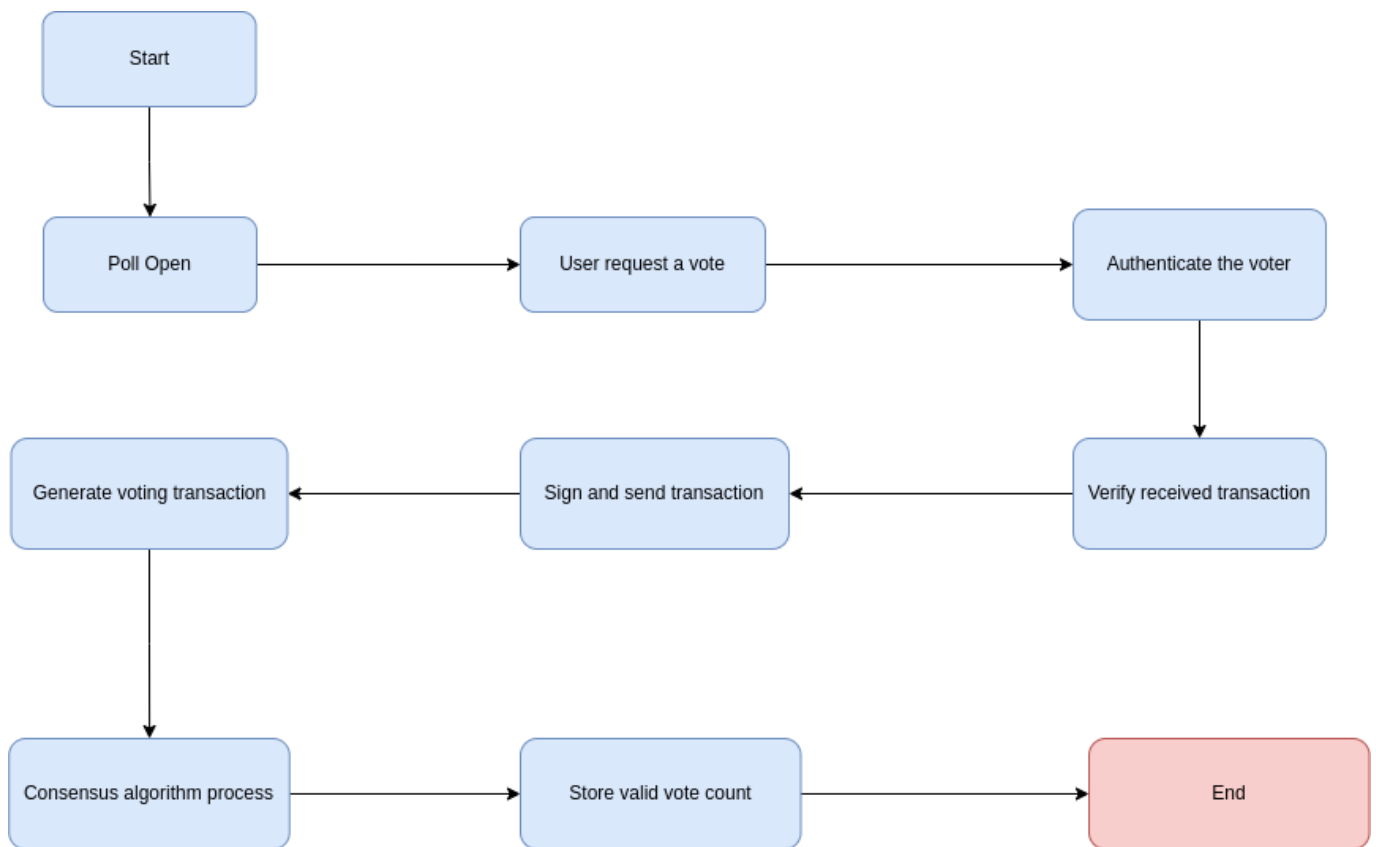 Start
Poll Open
User request a vote
Authenticate the voter
Generate voting transaction
Sign and send transaction
Verify received transaction
Consensus algorithm process
Store valid vote count
End